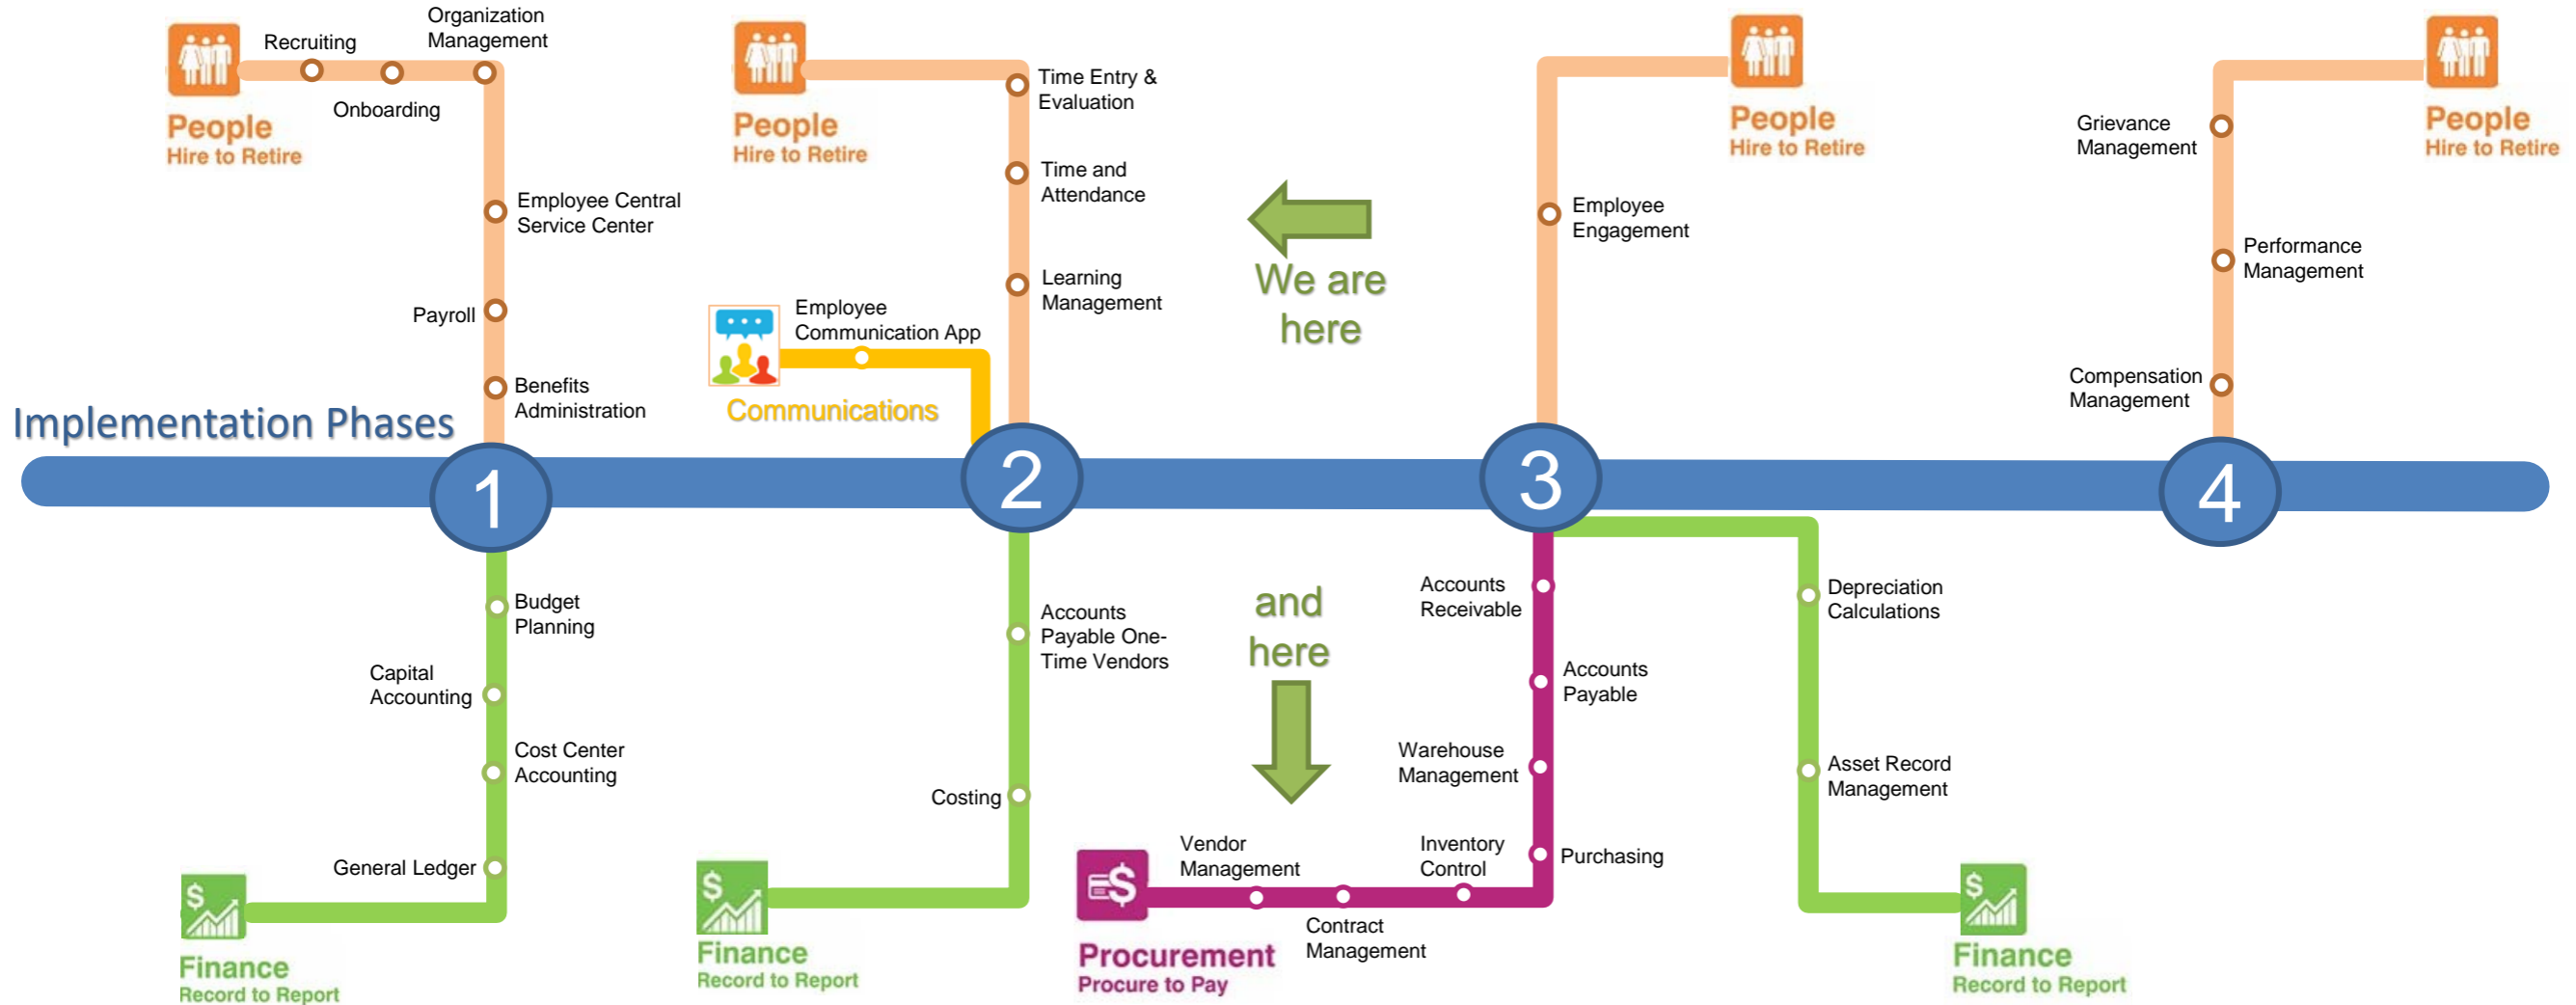 Recruiting
Organization
Management
Onboarding
People
Hire to Retire
Employee Central
Service Center
Payroll
Benefits
Administration
People
Hire to Retire
Time Entry &
Evaluation
Time and
Attendance
Learning
Management
Employee
Communication App
Communications
We are
here
People
Hire to Retire
Employee
Engagement
People
Hire to Retire
Grievance
Management
Performance
Management
Compensation
Management
Implementation Phases
1
2
3
4
Budget
Planning
Capital
Accounting
Cost Center
Accounting
General Ledger
Finance
Record to Report
Accounts
Payable One-
Time Vendors
Costing
Finance
Record to Report
and
here
Accounts
Receivable
Accounts
Payable
Warehouse
Management
Purchasing
Inventory
Control
Vendor
Management
Contract
Management
Procurement
Procure to Pay
Depreciation
Calculations
Asset Record
Management
Finance
Record to Report